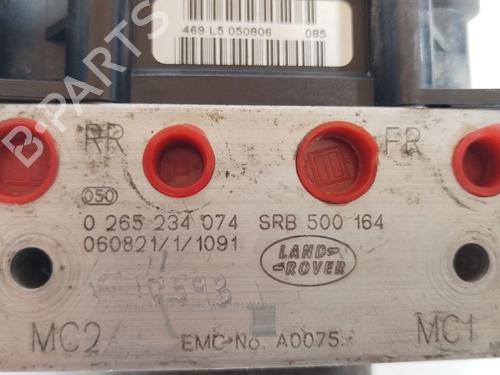 469 L5 050806 085
RR FR
050
0 265 234 074 SRB 500 164
060821/1/1091
LAND
ROVER
MC2 EMC-No. A0075 MC1
B-PARTS